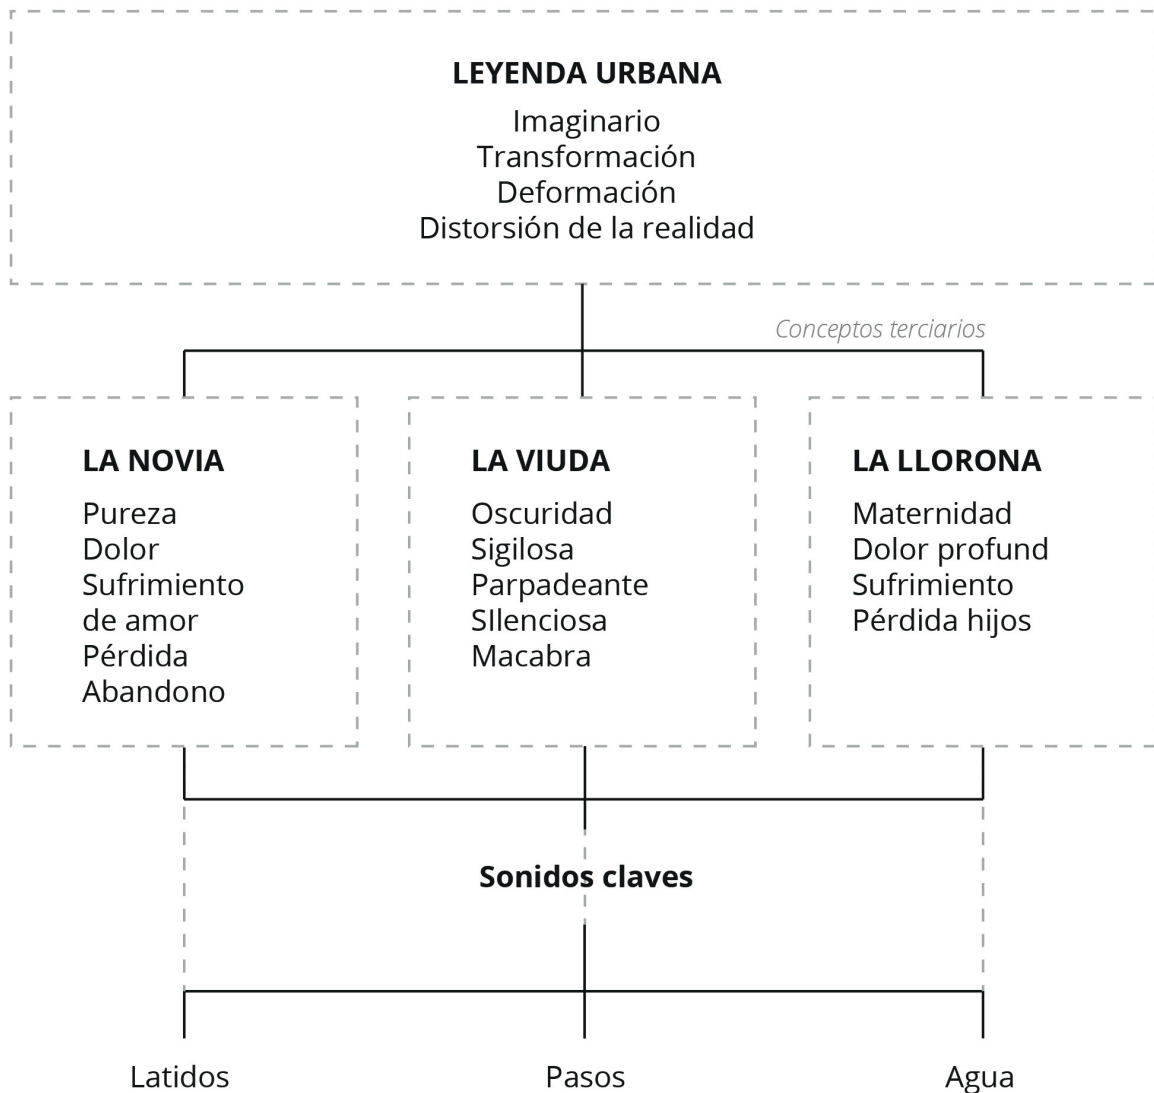 LEYENDA URBANA
Imaginario
Transformación
Deformación
Distorsión de la realidad
Conceptos terciarios
LA NOVIA
Pureza
Dolor
Sufrimiento
de amor
Pérdida
Abandono
LA VIUDA
Oscuridad
Sigilosa
Parpadeante
SIlenciosa
Macabra
LA LLORONA
Maternidad
Dolor profund
Sufrimiento
Pérdida hijos
Sonidos claves
Latidos
Pasos
Agua